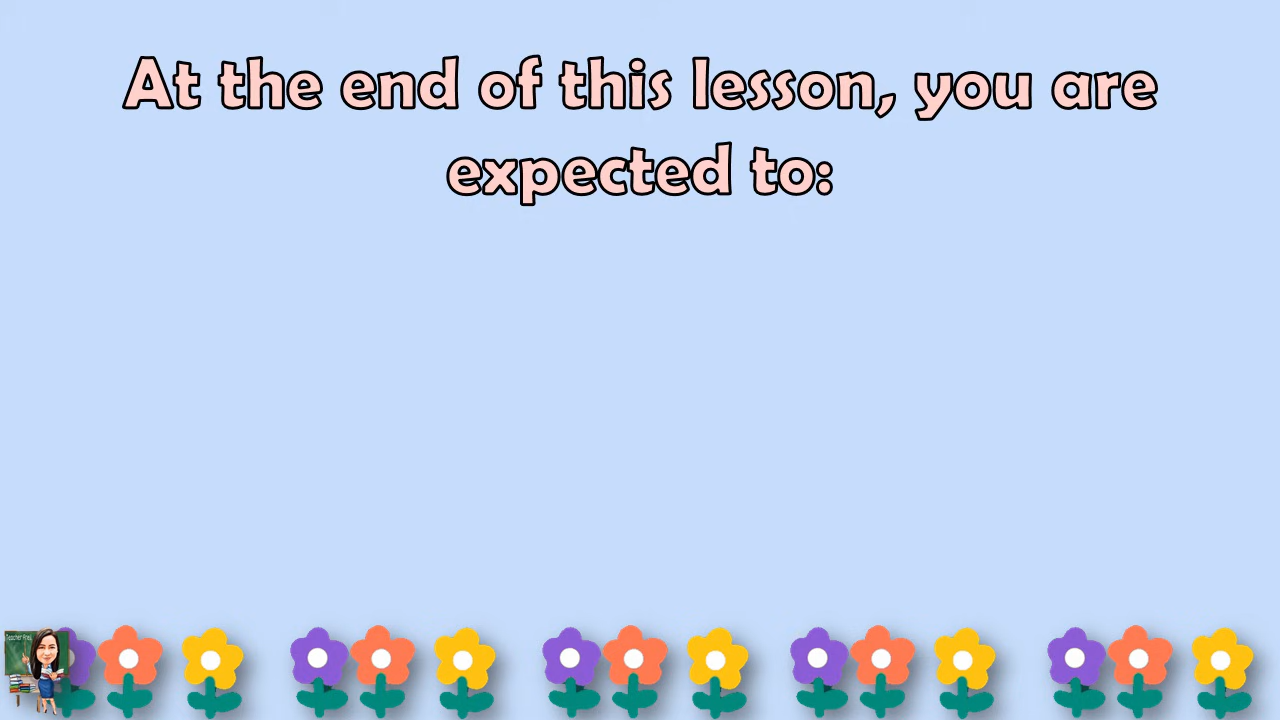 At the end of this lesson, you are
expected to: